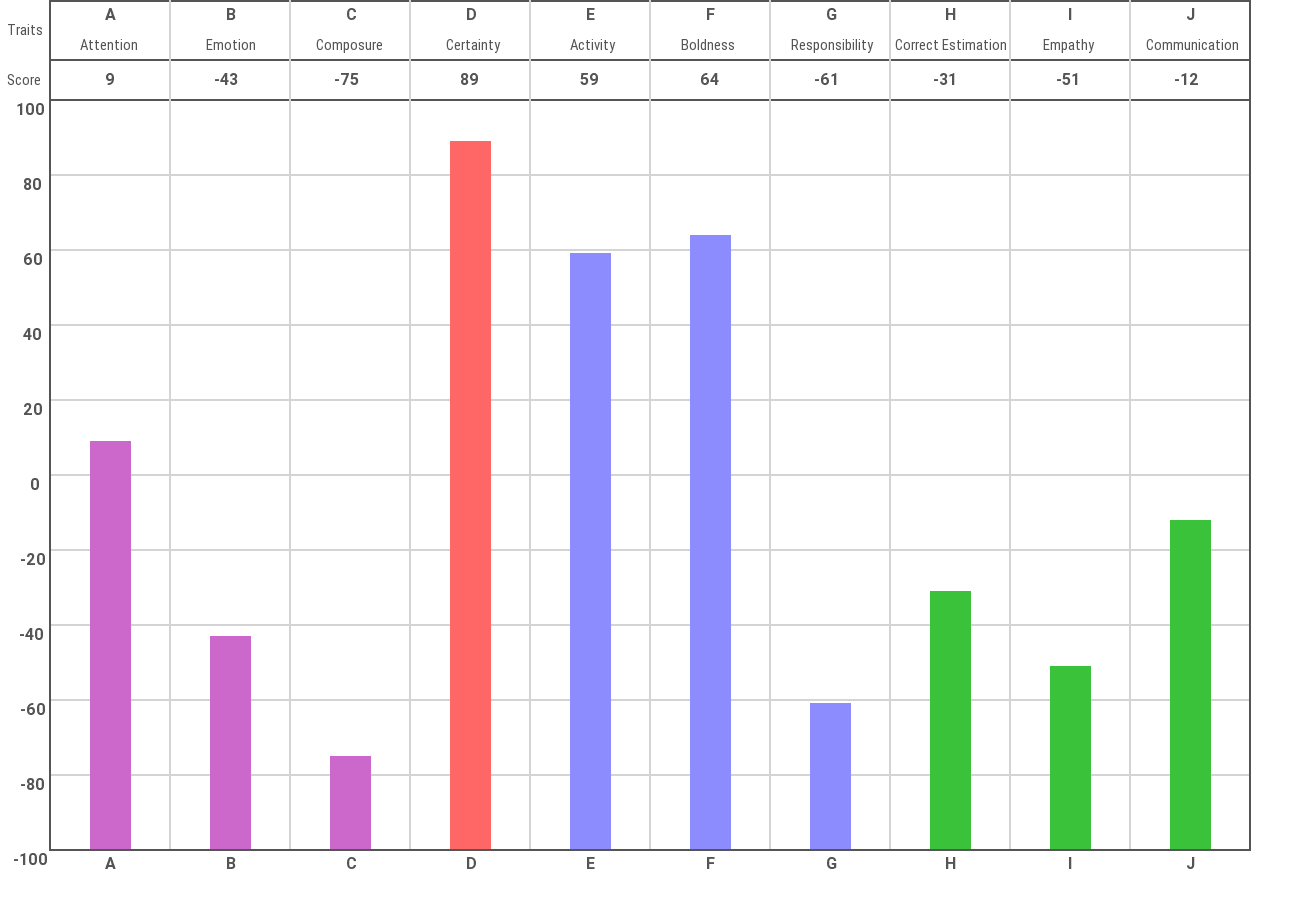 A B C D E F G H I J
Traits
Attention Emotion Composure Certainty Activity Boldness Responsibility Correct Estimation Empathy Communication
Score 9 -43 -75 89 59 64 -61 -31 -51 -12
100
80
60
40
20
0
-20
-40
-60
-80
-100
A B C D E F G H I J